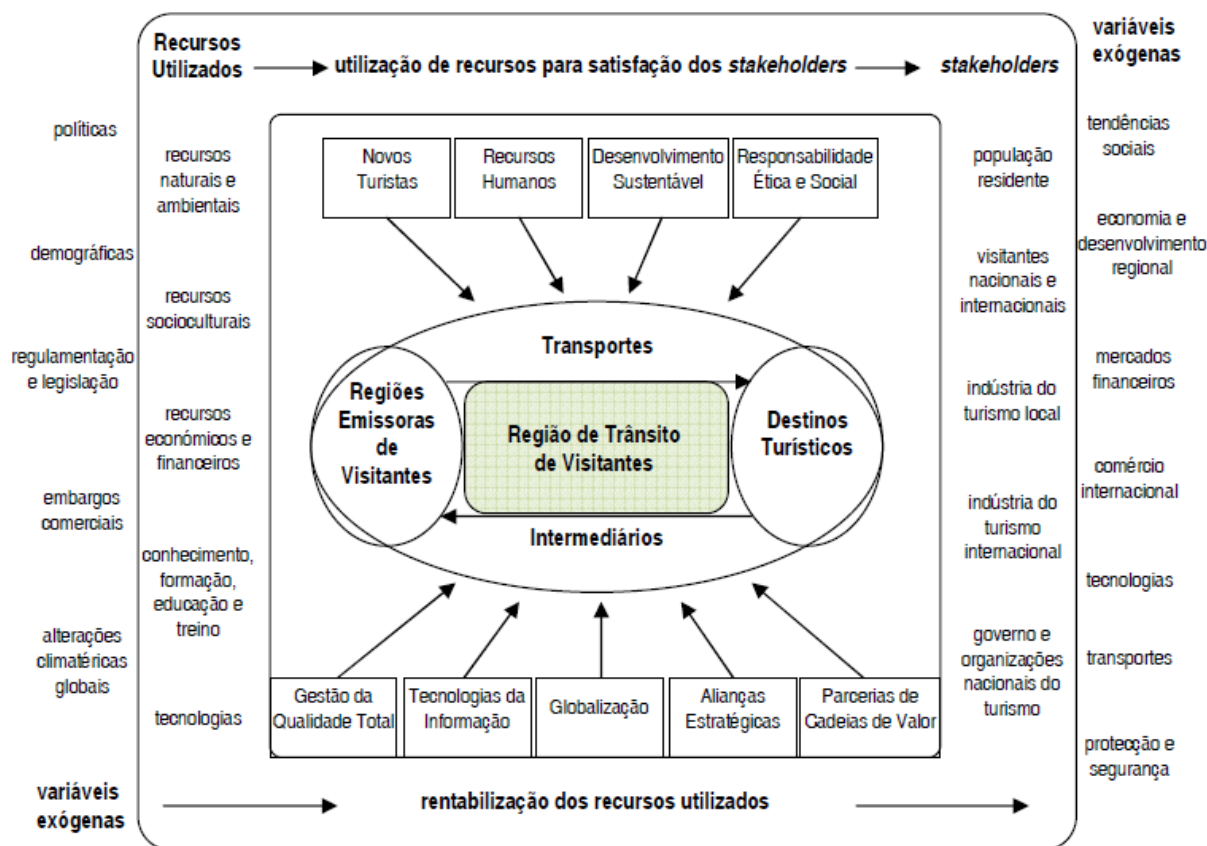 variáveis
exógenas
Recursos
Utilizados
utilização de recursos para satisfação dos stakeholders
stakeholders
políticas
demográficas
regulamentação
e legislação
embargos
comerciais
alterações
climatéricas
globais
variáveis
exógenas
recursos
naturais e
ambientais
recursos
socioculturais
recursos
económicos e
financeiros
conhecimento,
formação,
educação e
treino
tecnologias
Novos
Turistas
Recursos
Humanos
Desenvolvimento
Sustentável
Responsabilidade
Ética e Social
Transportes
Regiões
Emissoras
de
Visitantes
Região de Trânsito
de Visitantes
Destinos
Turísticos
Intermediários
Gestão da
Qualidade Total
Tecnologias da
Informação
Globalização
Alianças
Estratégicas
Parcerias de
Cadeias de Valor
rentabilização dos recursos utilizados
população
residente
visitantes
nacionais e
internacionais
indústria do
turismo local
indústria do
turismo
internacional
governo e
organizações
nacionais do
turismo
tendências
sociais
economia e
desenvolvimento
regional
mercados
financeiros
comércio
internacional
tecnologias
transportes
protecção e
segurança